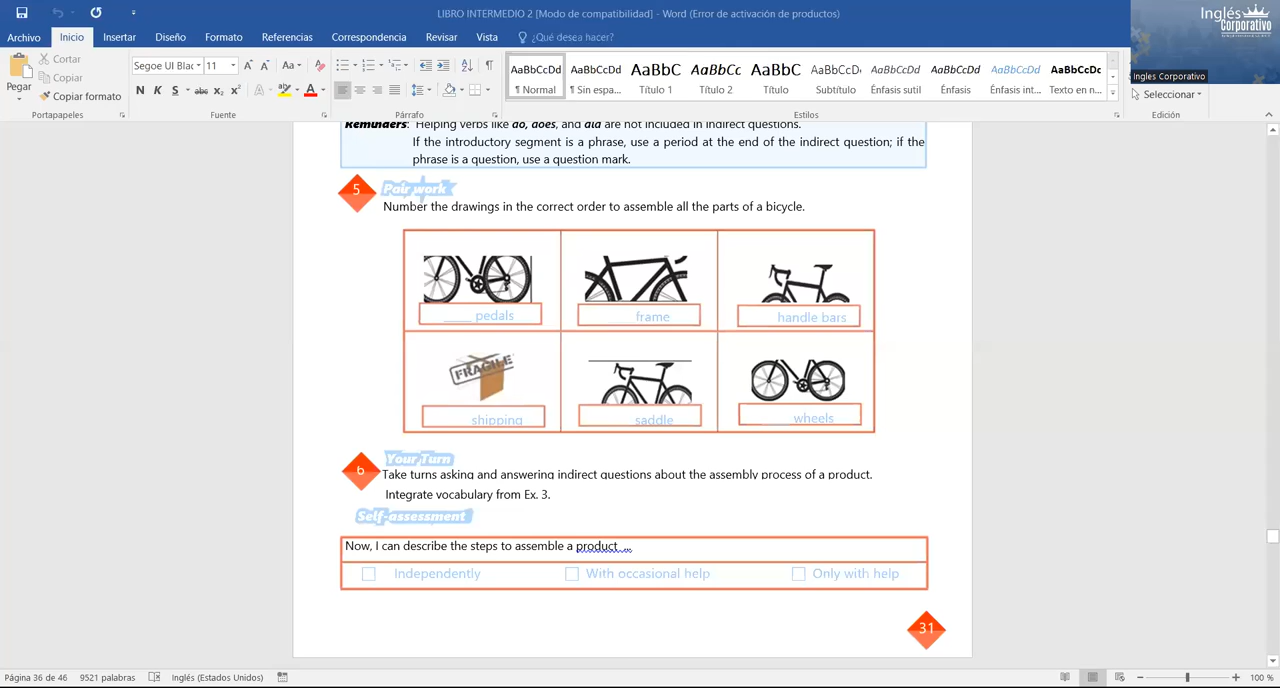 LIBRO INTERMEDIO 2 [Modo de compatibilidad] - Word (Error de activación de productos)
Inglés
Corporativo
Archivo Inicio Insertar Diseño Formato Referencias Correspondencia Revisar Vista ¿Qué desea hacer?
Ingles Corporativo
Pegar
Cortar
Copiar
Copiar formato
Portapapeles
Segoe UI Blac 11
N K S abc x₂ x²
Fuente
Párrafo
AaBbCcDd AaBbCcDd AaBbC AaBbCc AaBbC AaBbCcD AaBbCcDd AaBbCcDd AaBbCcDd AaBbCcDc
¶ Normal ¶ Sin espa... Título 1 Título 2 Título Subtítulo Énfasis sutil Énfasis Énfasis int... Texto en n...
Estilos
Seleccionar
Edición
Reminders: Helping verbs like do, does, and did are not included in indirect questions.
If the introductory segment is a phrase, use a period at the end of the indirect question; if the
phrase is a question, use a question mark.
5 Pair work
Number the drawings in the correct order to assemble all the parts of a bicycle.
____ pedals
frame
handle bars
FRAGILE
shipping
saddle
wheels
6 Your Turn
Take turns asking and answering indirect questions about the assembly process of a product.
Integrate vocabulary from Ex. 3.
Self-assessment
Now, I can describe the steps to assemble a product ...
Independently With occasional help Only with help
31
Página 36 de 46 9521 palabras Inglés (Estados Unidos) 100 %